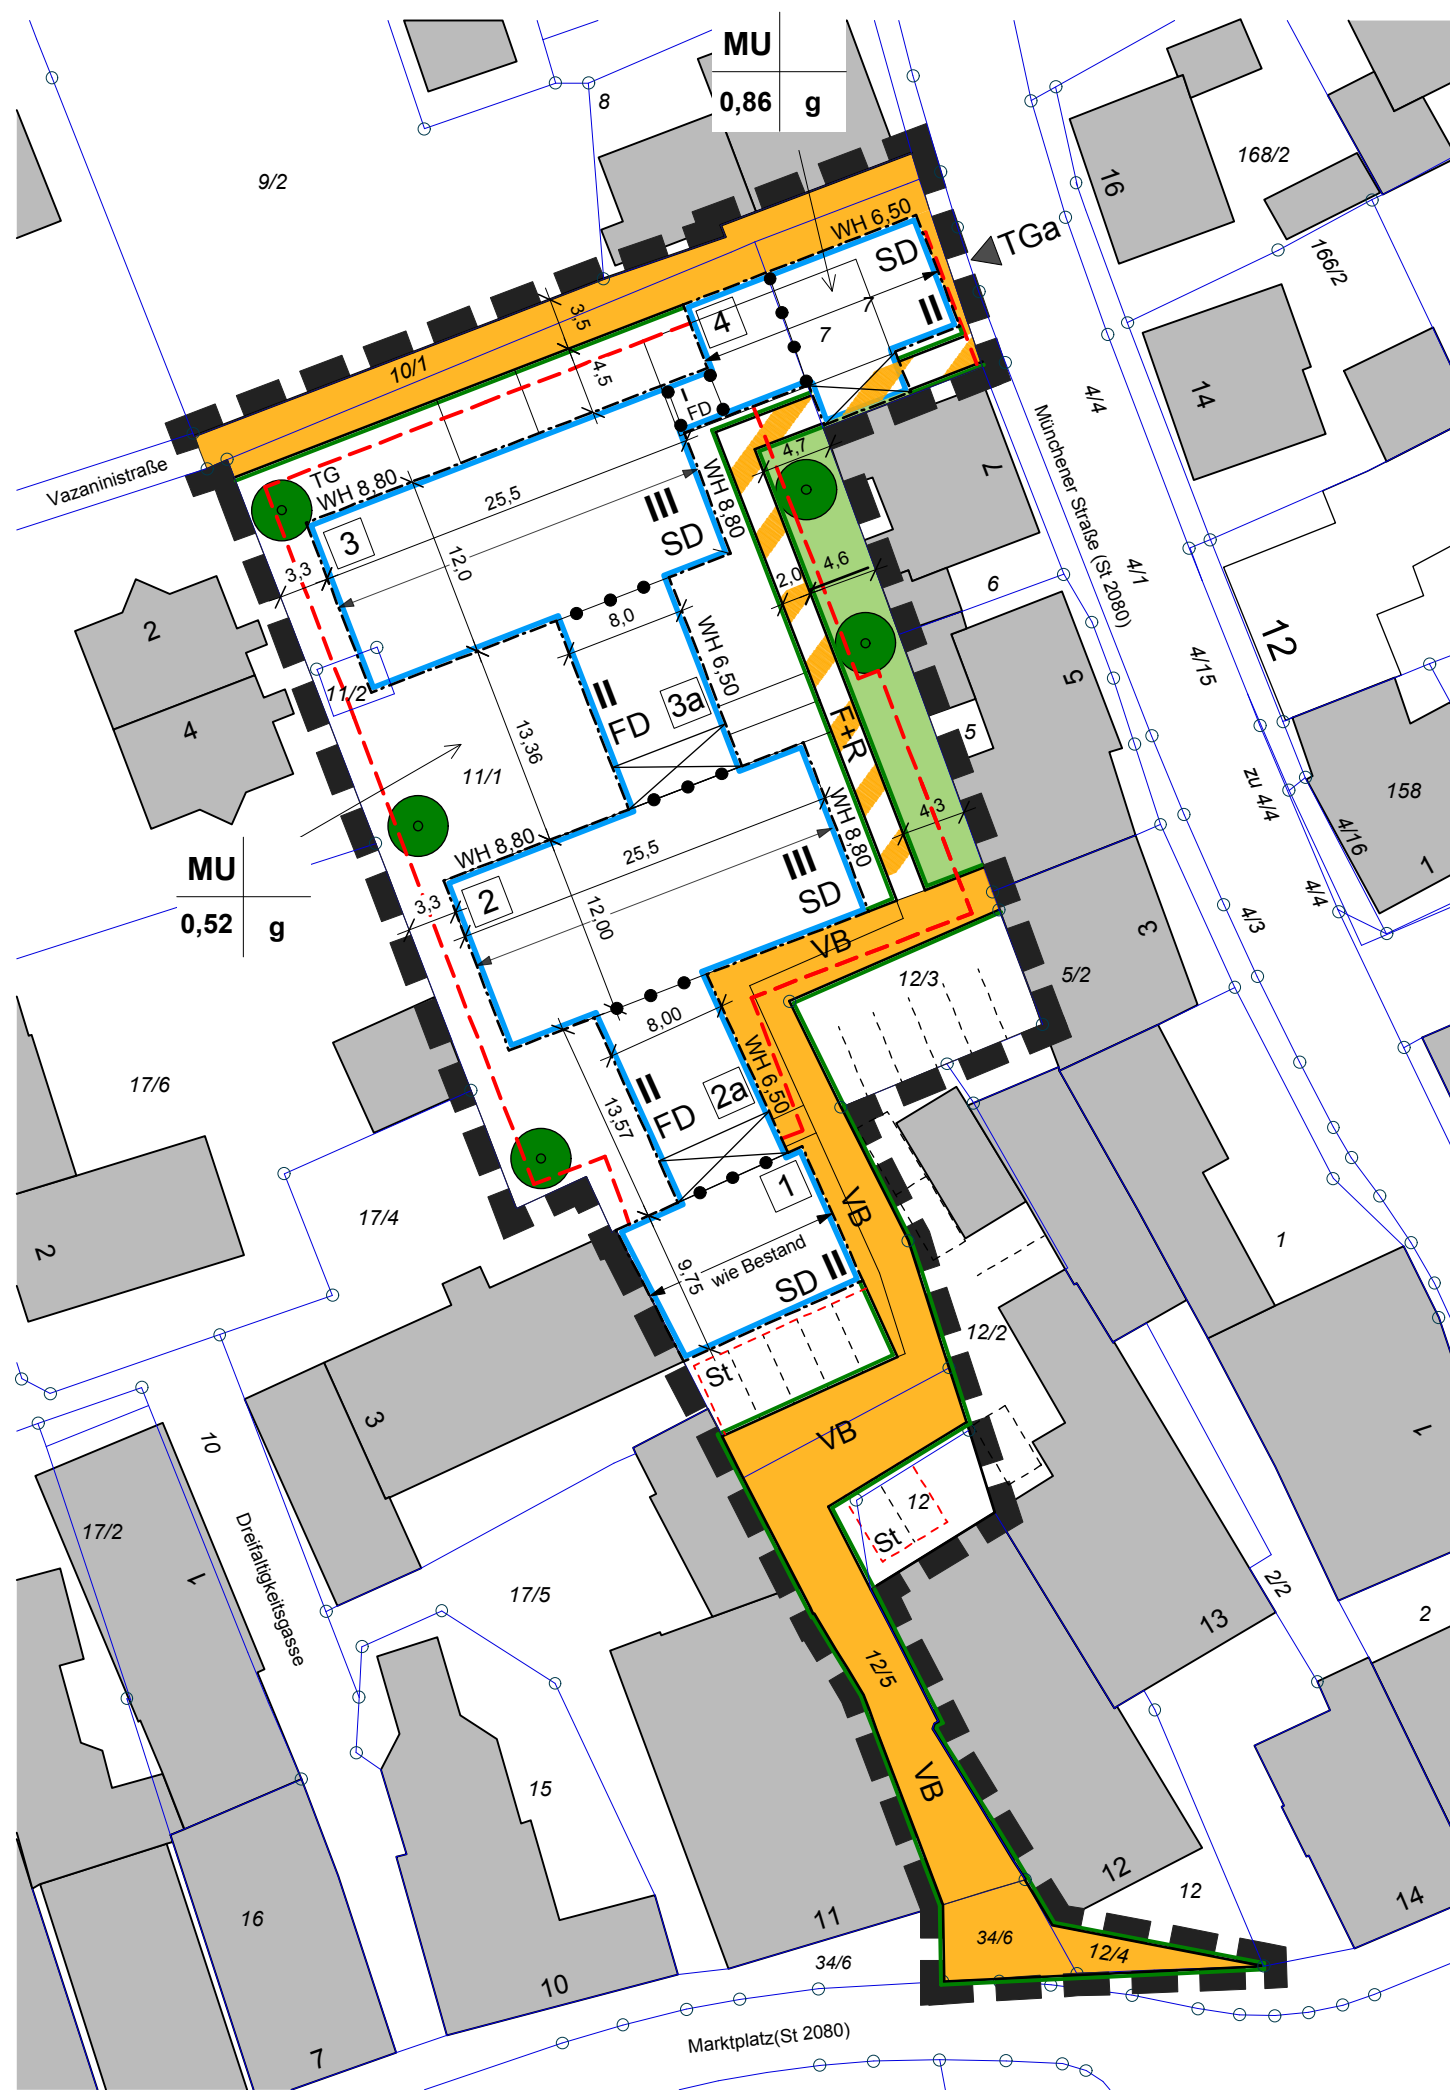 MU
0,86 g
8
9/2
168/2
16
166/2
WH 6,50
SD
TGa
4
7
7
II
3,5
10/1
4,5
I
FD
14
4/4
Vazaninistraße
TG
WH 8,80
25,5
4,7
7
Münchener Straße (St 2080)
3
III
SD
WH 8,80
12,0
3,3
8,0
2,0
4,6
6
4/1
2
12
4/15
WH 6,50
11/2
II
FD
3a
5
4
F+R
5
13,36
11/1
zu 4/4
158
4/16
1
MU
0,52 g
WH 8,80
25,5
WH 8,80
4,3
III
SD
4/4
3,3
2
12,00
4/3
3
VB
12/3
5/2
8,00
WH 6,50
17/6
II
FD
2a
13,57
1
17/4
VB
2
wie Bestand
SD II
9,75
1
12/2
St
3
VB
1
10
12
St
17/2
1
Dreifaltigkeitsgasse
17/5
2/2
13
2
12/5
15
VB
16
12
12
14
11
34/6
34/6
12/4
10
7
Marktplatz(St 2080)